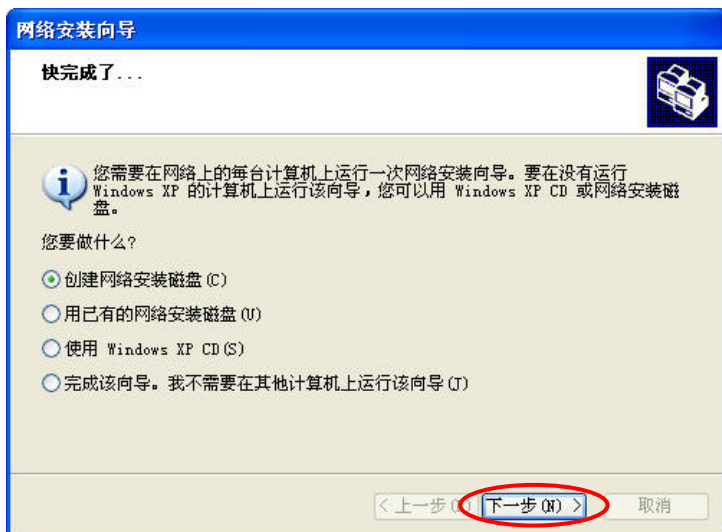 网络安装向导
快完成了...
您需要在网络上的每台计算机上运行一次网络安装向导。要在没有运行
Windows XP 的计算机上运行该向导，您可以用 Windows XP CD 或网络安装磁
盘。
您要做什么?
创建网络安装磁盘(C)
用已有的网络安装磁盘(U)
使用 Windows XP CD(S)
完成该向导。我不需要在其他计算机上运行该向导(J)
< 上一步 下一步(N) > 取消